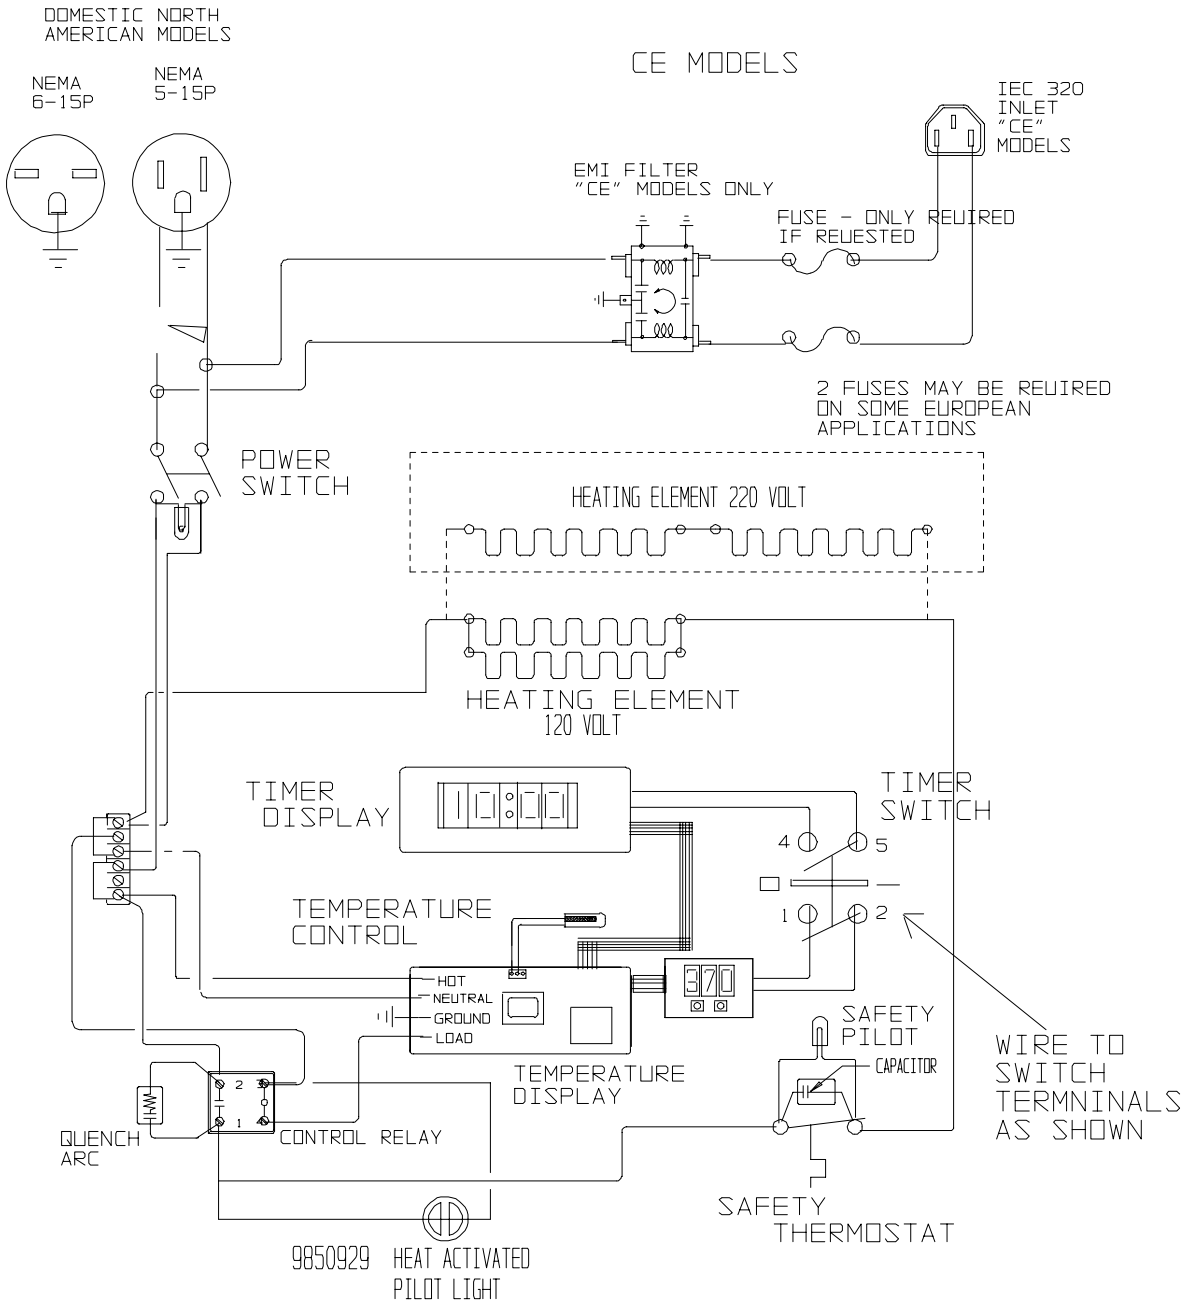 DOMESTIC NORTH
AMERICAN MODELS
NEMA
6-15P
NEMA
5-15P
CE MODELS
IEC 320
INLET
"CE"
MODELS
EMI FILTER
"CE" MODELS ONLY
FUSE - ONLY REUIRED
IF REUESTED
2 FUSES MAY BE REUIRED
ON SOME EUROPEAN
APPLICATIONS
POWER
SWITCH
HEATING ELEMENT 220 VOLT
HEATING ELEMENT
120 VOLT
TIMER
DISPLAY
10:00
TIMER
SWITCH
4
5
1
2
TEMPERATURE
CONTROL
HOT
NEUTRAL
GROUND
LOAD
370
TEMPERATURE
DISPLAY
SAFETY
PILOT
CAPACITOR
WIRE TO
SWITCH
TERMNINALS
AS SHOWN
2
3
1
4
QUENCH
ARC
CONTROL RELAY
SAFETY
THERMOSTAT
9850929
HEAT ACTIVATED
PILOT LIGHT